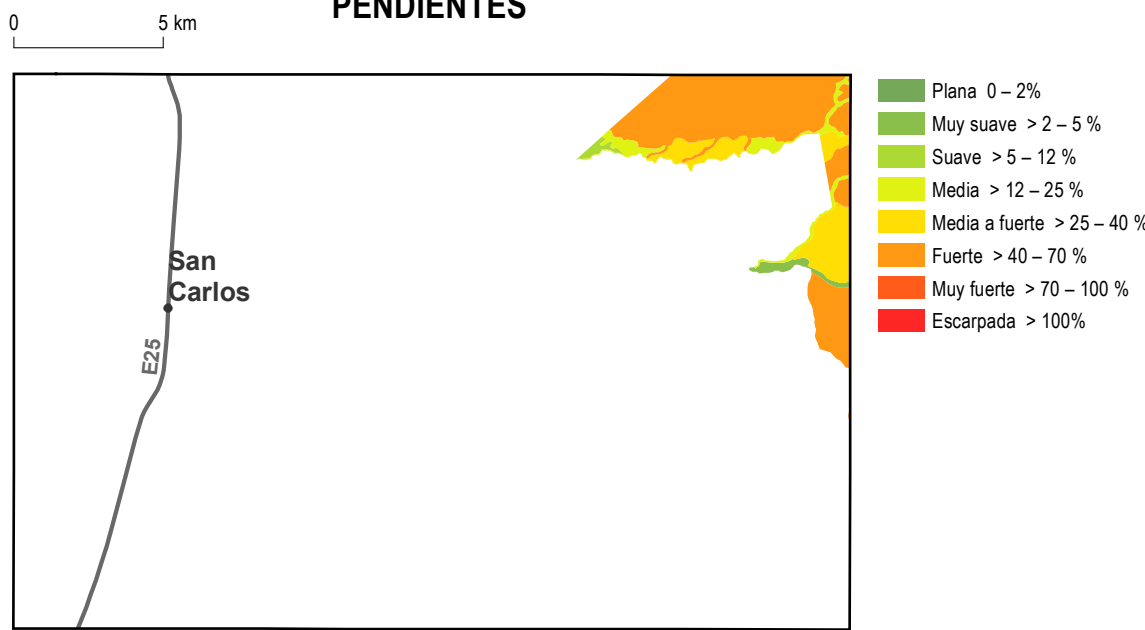 PENDIENTES
0 5 km
San
Carlos
E25
Plana 0 – 2%
Muy suave > 2 – 5 %
Suave > 5 – 12 %
Media > 12 – 25 %
Media a fuerte > 25 – 40 %
Fuerte > 40 – 70 %
Muy fuerte > 70 – 100 %
Escarpada > 100%